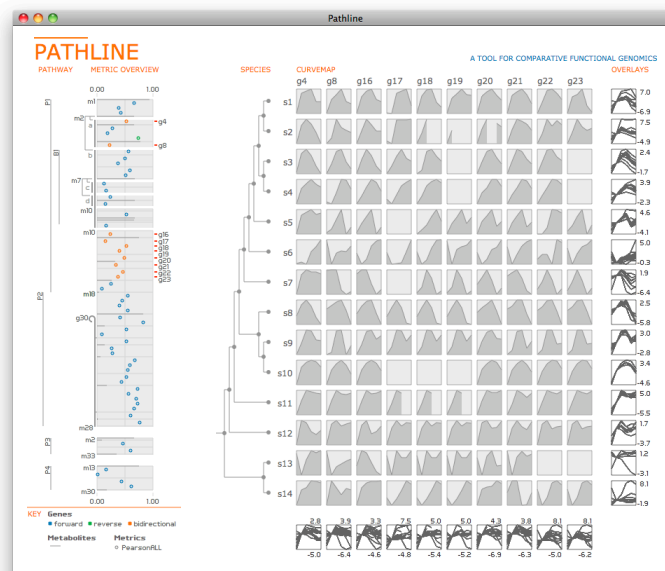 Pathline
PATHLINE
A TOOL FOR COMPARATIVE FUNCTIONAL GENOMICS
PATHWAY METRIC OVERVIEW SPECIES CURVEMAP OVERLAYS
g4 g8 g16 g17 g18 g19 g20 g21 g22 g23
0.00 1.00
P1
m1
m2
a
g4
B1
b
g8
m7
c
d
m10
m10
g16
g17
g18
g19
g20
g21
g22
g23
P2
m18
g30
m28
P3
m2
m33
P4
m13
m30
0.00 1.00
s1 7.0 -6.9
s2 7.5 -4.9
s3 2.4 -1.7
s4 3.9 -2.3
s5 4.6 -4.1
s6 5.0 -0.3
s7 1.9 -6.4
s8 2.5 -5.8
s9 3.0 -2.8
s10 3.4 -4.6
s11 5.0 -5.5
s12 1.7 -3.7
s13 1.2 -3.1
s14 8.1 -1.9
2.8 3.9 3.3 7.5 5.0 5.0 4.3 3.8 8.1 8.1
-5.0 -6.4 -4.6 -4.8 -5.4 -5.2 -6.9 -6.3 -5.0 -6.2
KEY Genes
forward reverse bidirectional
Metabolites Metrics
PearsonALL